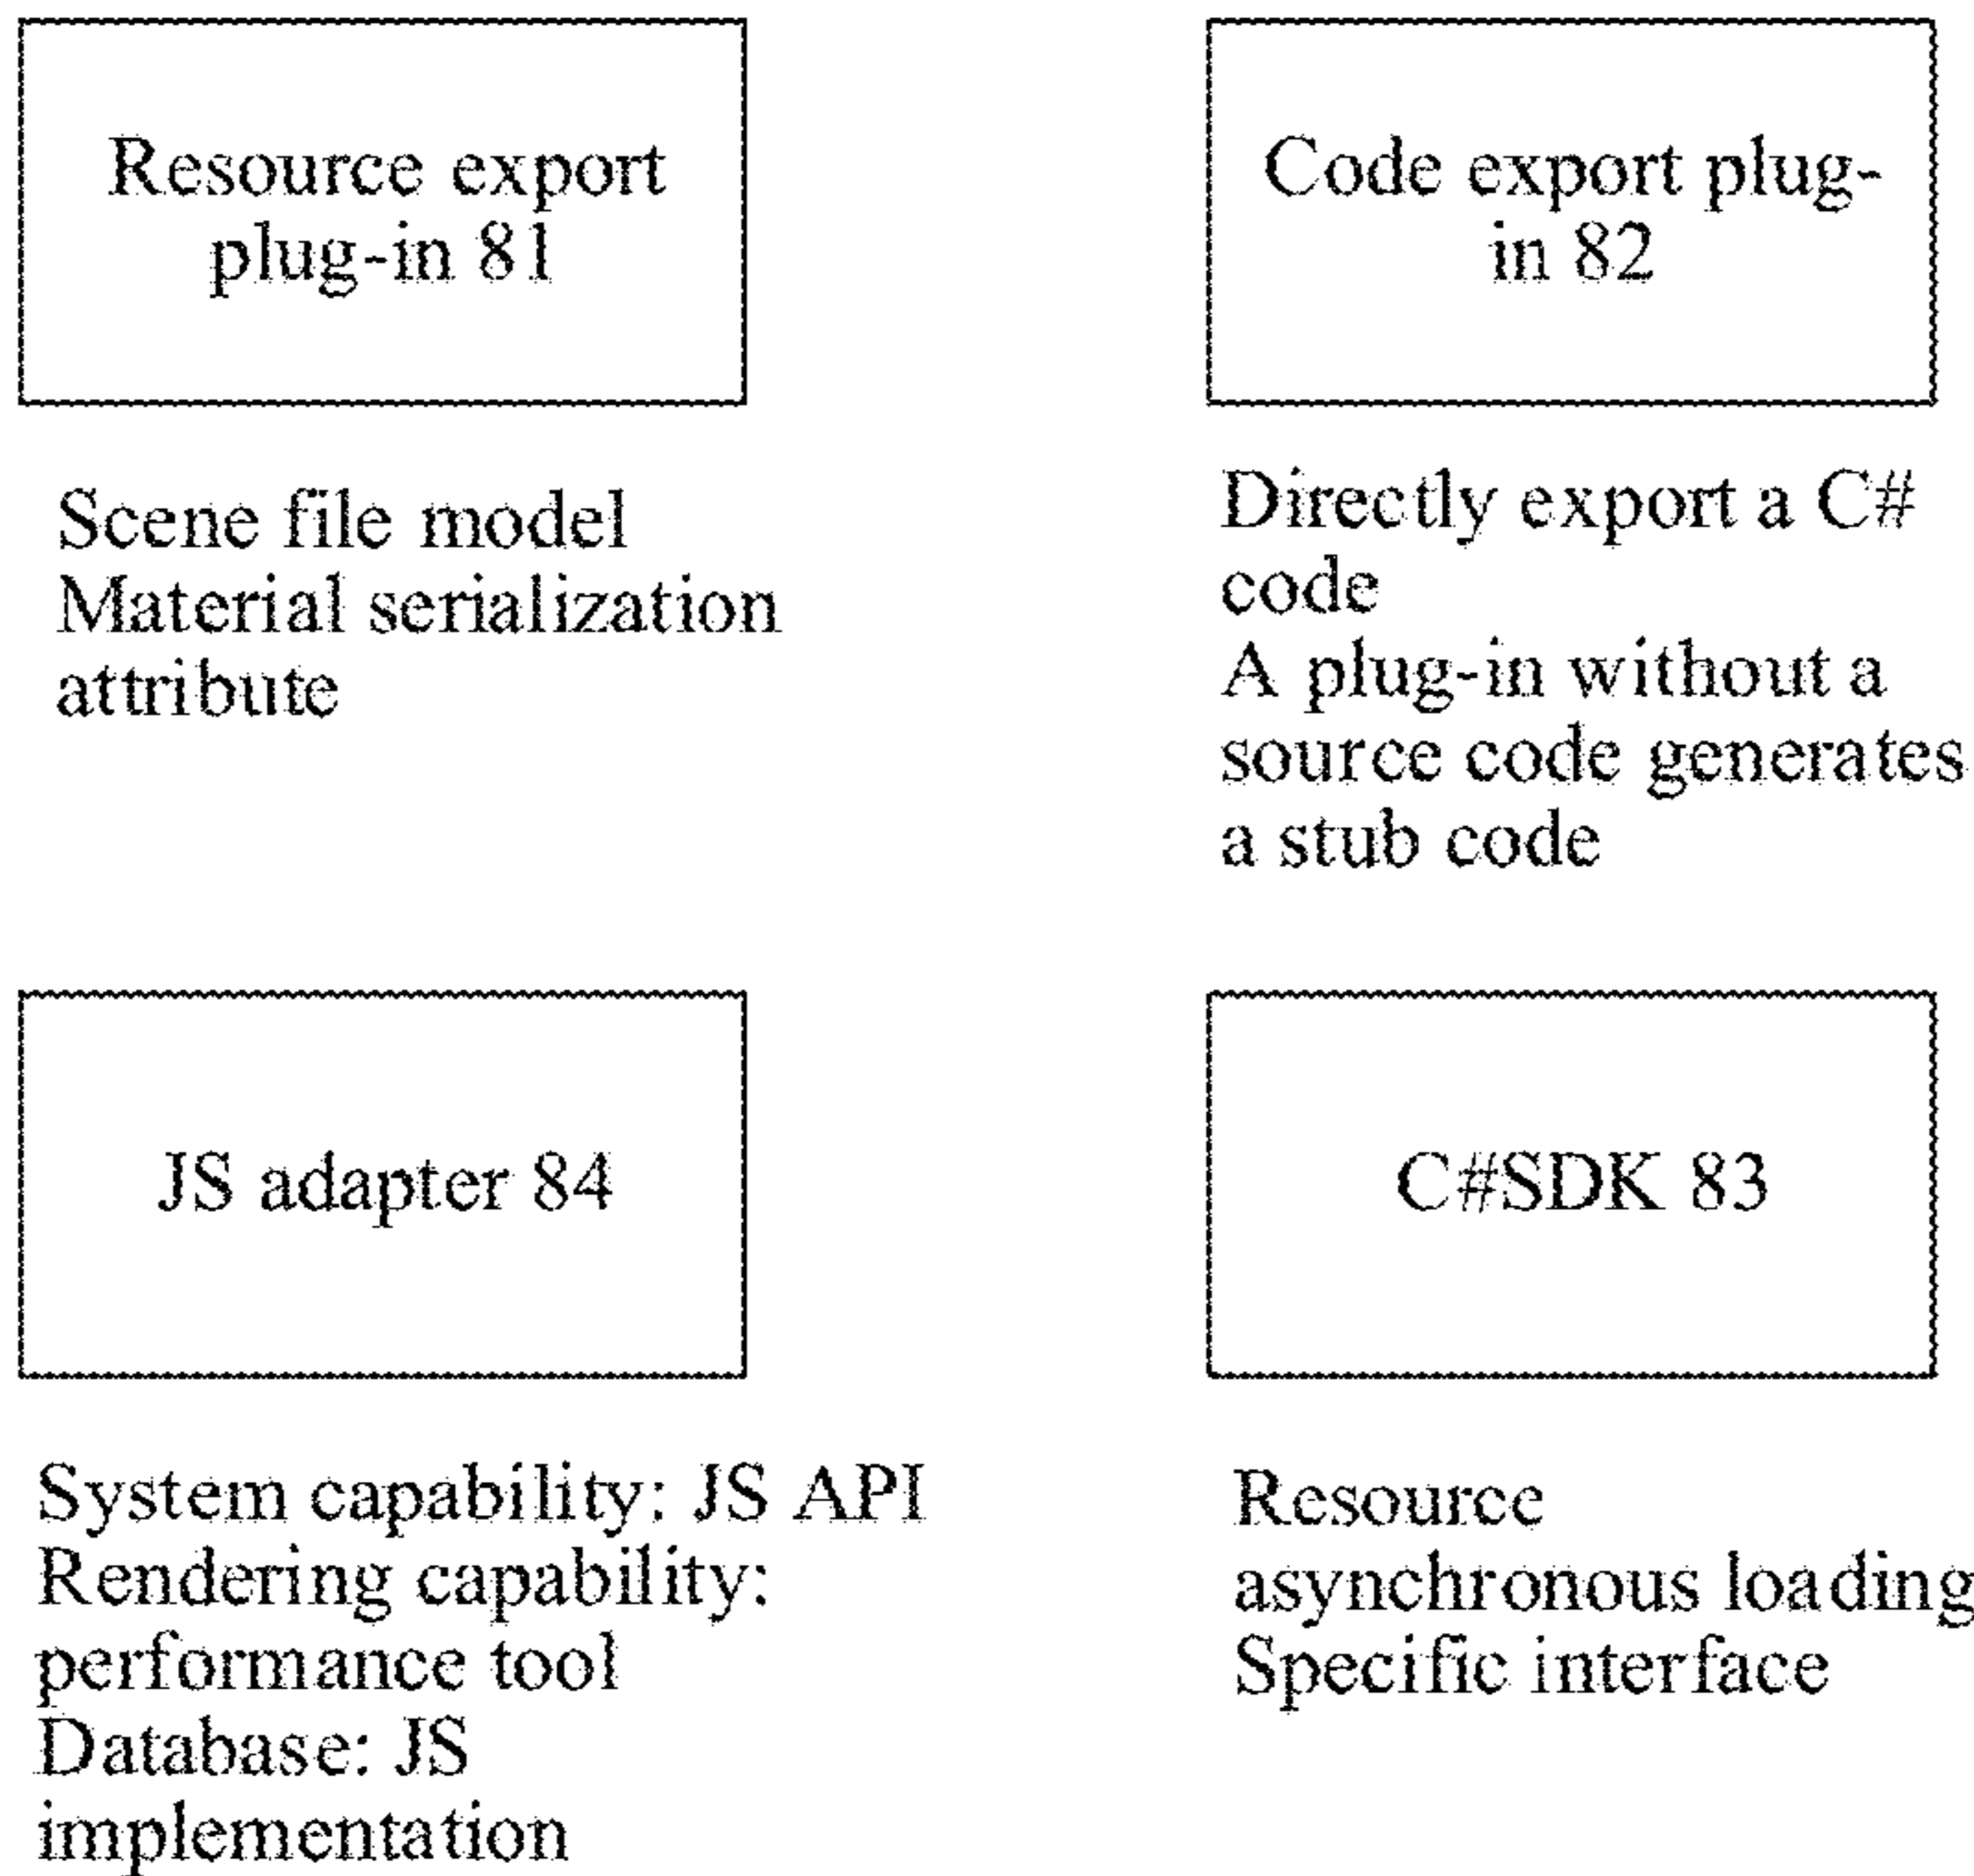 Resource export
plug-in 81
Scene file model
Material serialization
attribute
Code export plug-
in 82
Directly export a C#
code
A plug-in without a
source code generates
a stub code
JS adapter 84
System capability: JS API
Rendering capability:
performance tool
Database: JS
implementation
C#SDK 83
Resource
asynchronous loading
Specific interface